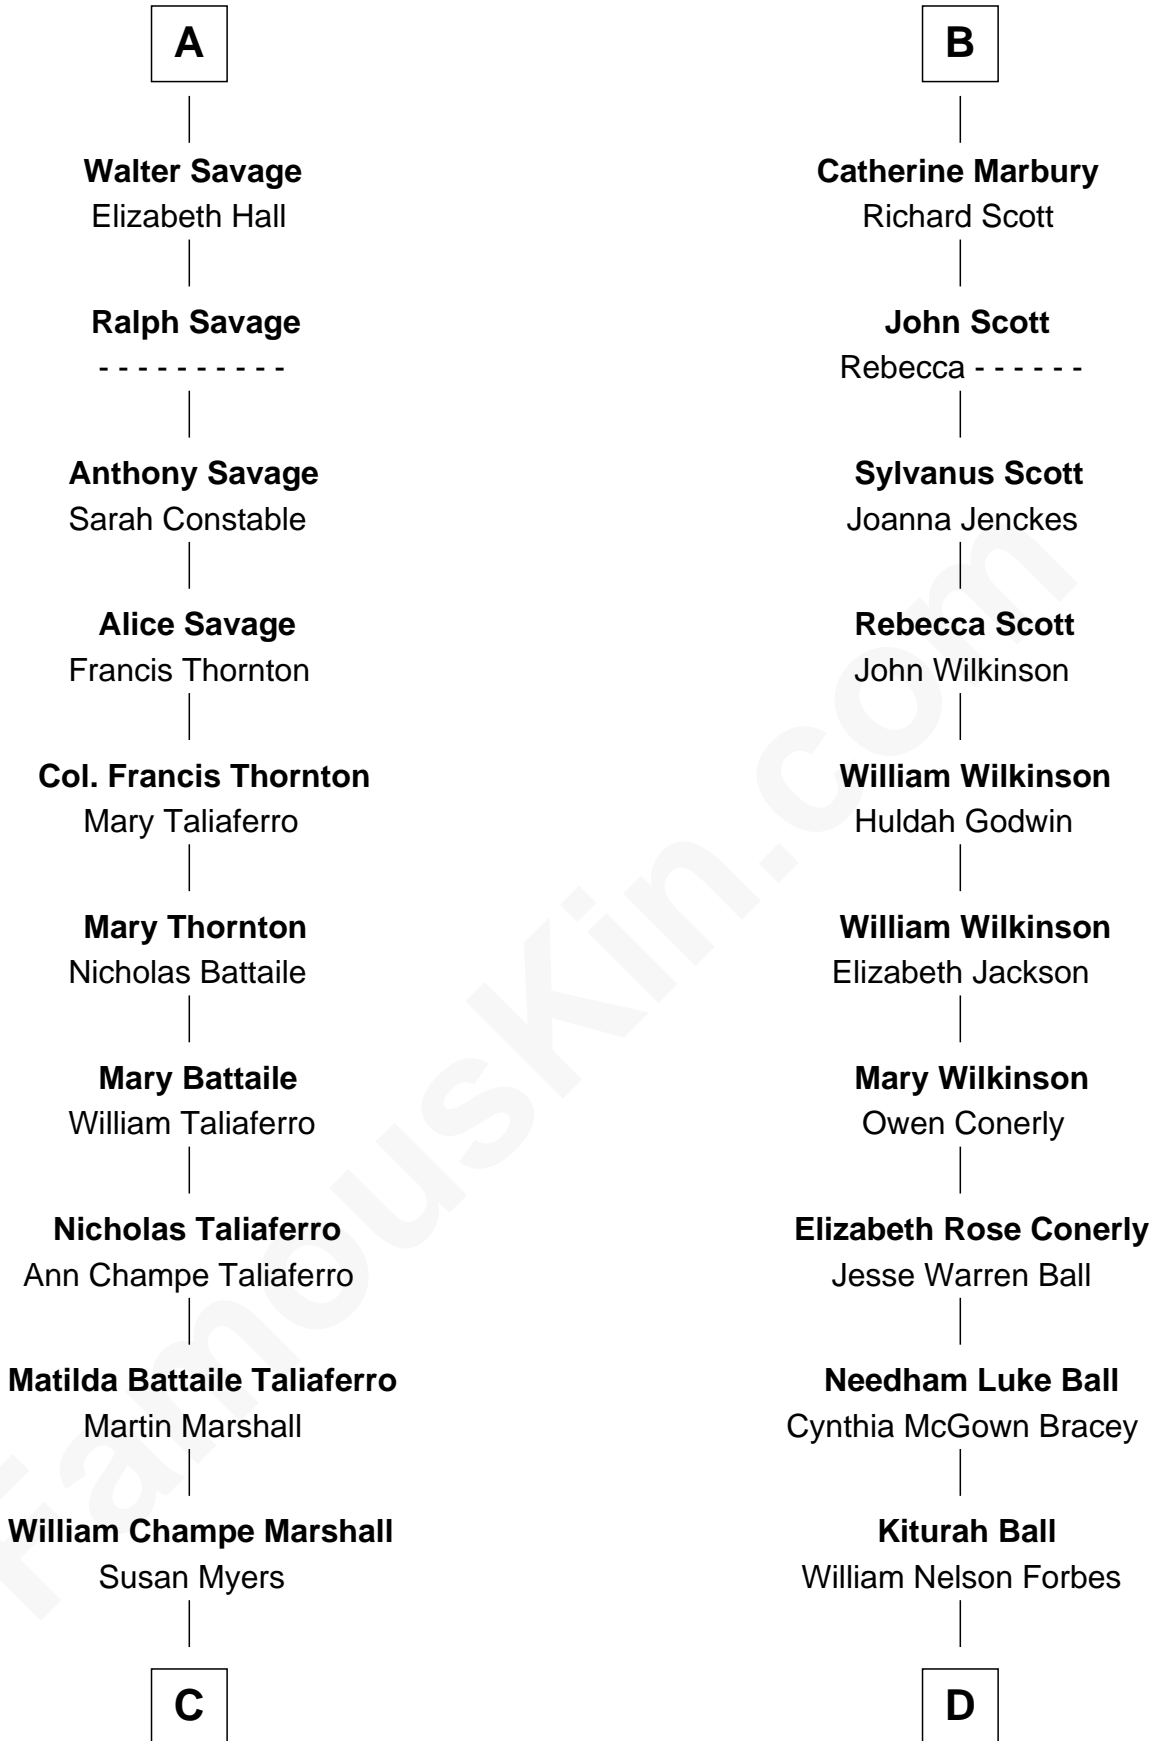 A
Walter Savage
Elizabeth Hall
Ralph Savage
- - - - - - - - - -
Anthony Savage
Sarah Constable
Alice Savage
Francis Thornton
Col. Francis Thornton
Mary Taliaferro
Mary Thornton
Nicholas Battaile
Mary Battaile
William Taliaferro
Nicholas Taliaferro
Ann Champe Taliaferro
Matilda Battaile Taliaferro
Martin Marshall
William Champe Marshall
Susan Myers
C
B
Catherine Marbury
Richard Scott
John Scott
Rebecca - - - - - -
Sylvanus Scott
Joanna Jenckes
Rebecca Scott
John Wilkinson
William Wilkinson
Huldah Godwin
William Wilkinson
Elizabeth Jackson
Mary Wilkinson
Owen Conerly
Elizabeth Rose Conerly
Jesse Warren Ball
Needham Luke Ball
Cynthia McGown Bracey
Kiturah Ball
William Nelson Forbes
D
FamousKin.com